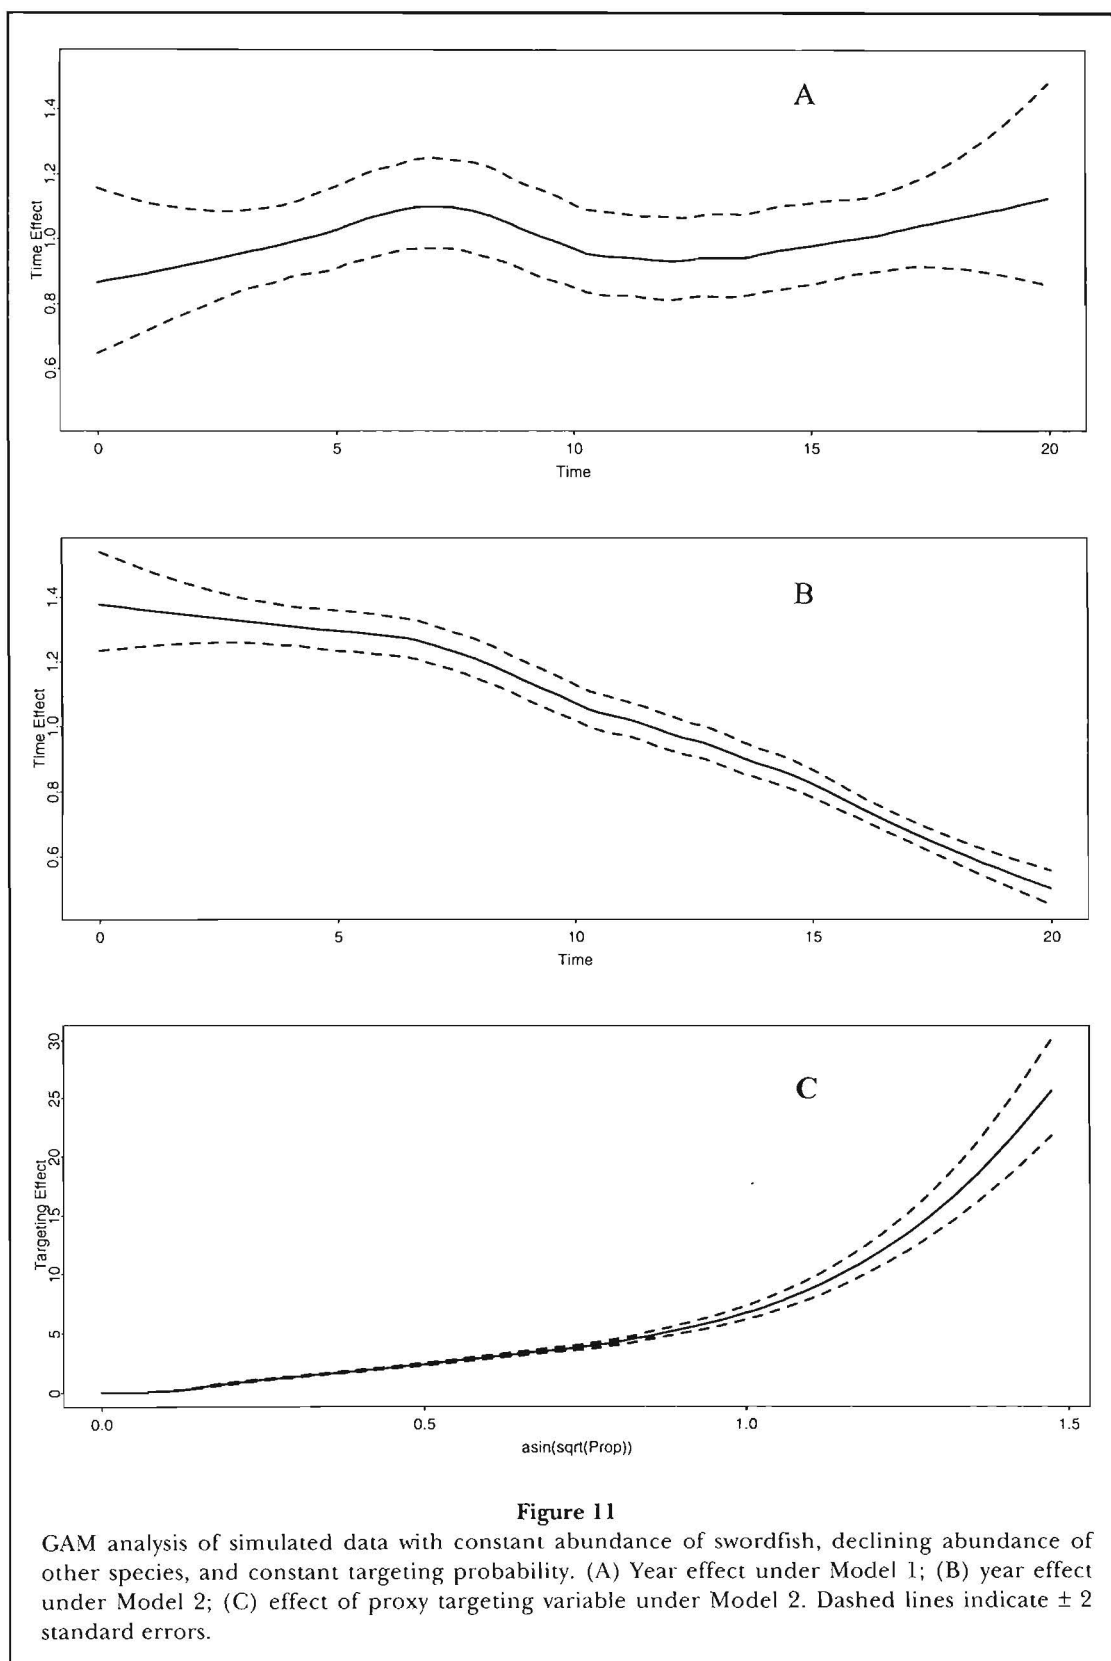 A
1.4
1.2
1.0
0.8
0.6
Time Effect
0 5 10 15 20
Time
B
1.4
1.2
1.0
0.8
0.6
Time Effect
0 5 10 15 20
Time
C
30
25
20
15
10
5
0
Targeting Effect
0.0 0.5 1.0 1.5
asin(sqrt(Prop))
Figure 11
GAM analysis of simulated data with constant abundance of swordfish, declining abundance of
other species, and constant targeting probability. (A) Year effect under Model 1; (B) year effect
under Model 2; (C) effect of proxy targeting variable under Model 2. Dashed lines indicate ± 2
standard errors.